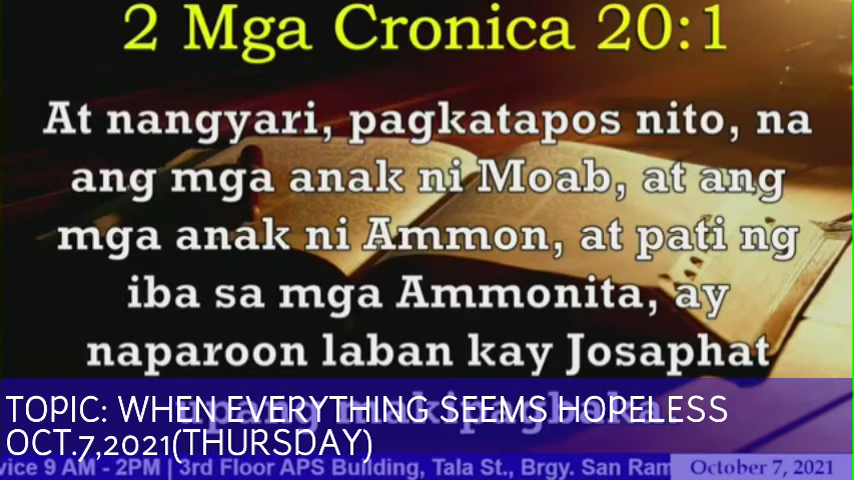 2 Mga Cronica 20:1
At nangyari, pagkatapos nito, na
ang mga anak ni Moab, at ang
mga anak ni Ammon, at pati ng
iba sa mga Ammonita, ay
naparoon laban kay Josaphat
upang makipagbaka.
TOPIC: WHEN EVERYTHING SEEMS HOPELESS
OCT.7,2021(THURSDAY)
vice 9 AM - 2PM | 3rd Floor APS Building, Tala St., Brgy. San Ram
October 7, 2021